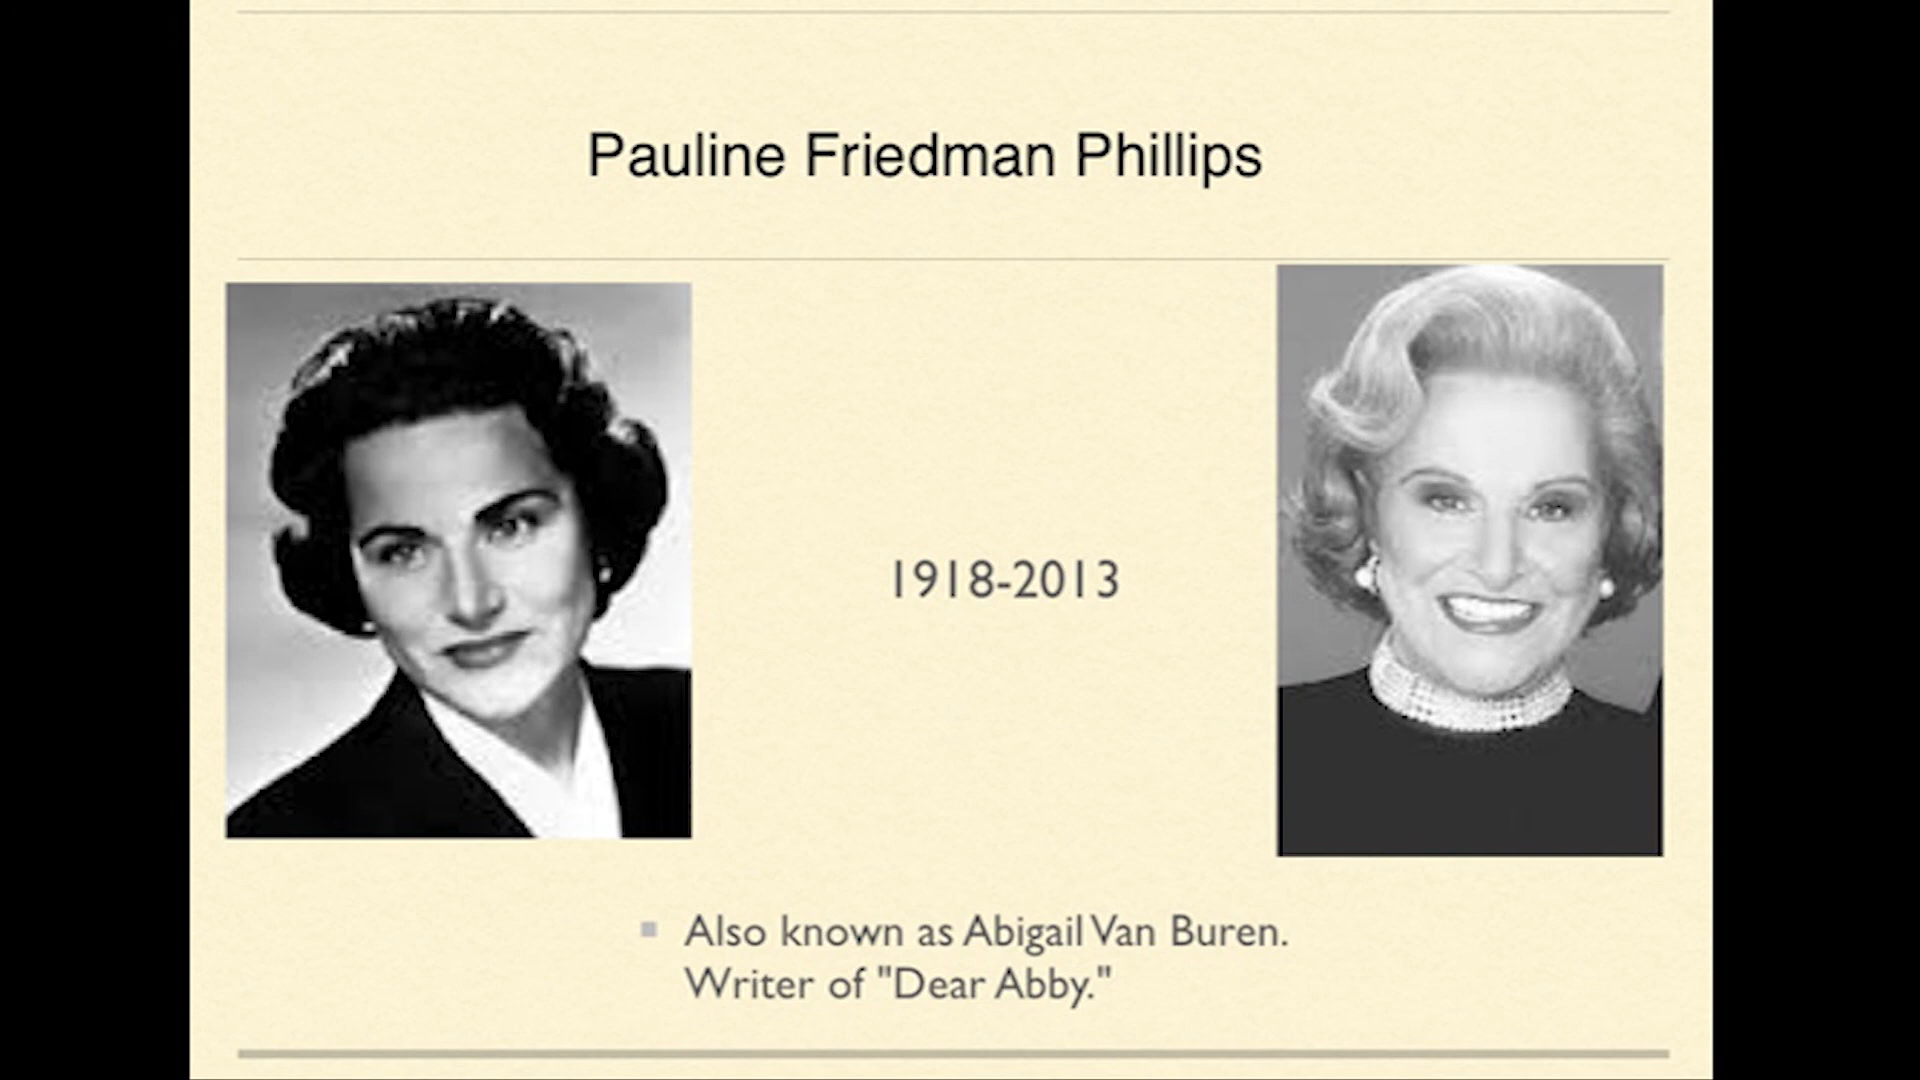 Pauline Friedman Phillips
1918-2013
Also known as Abigail Van Buren.
Writer of "Dear Abby."